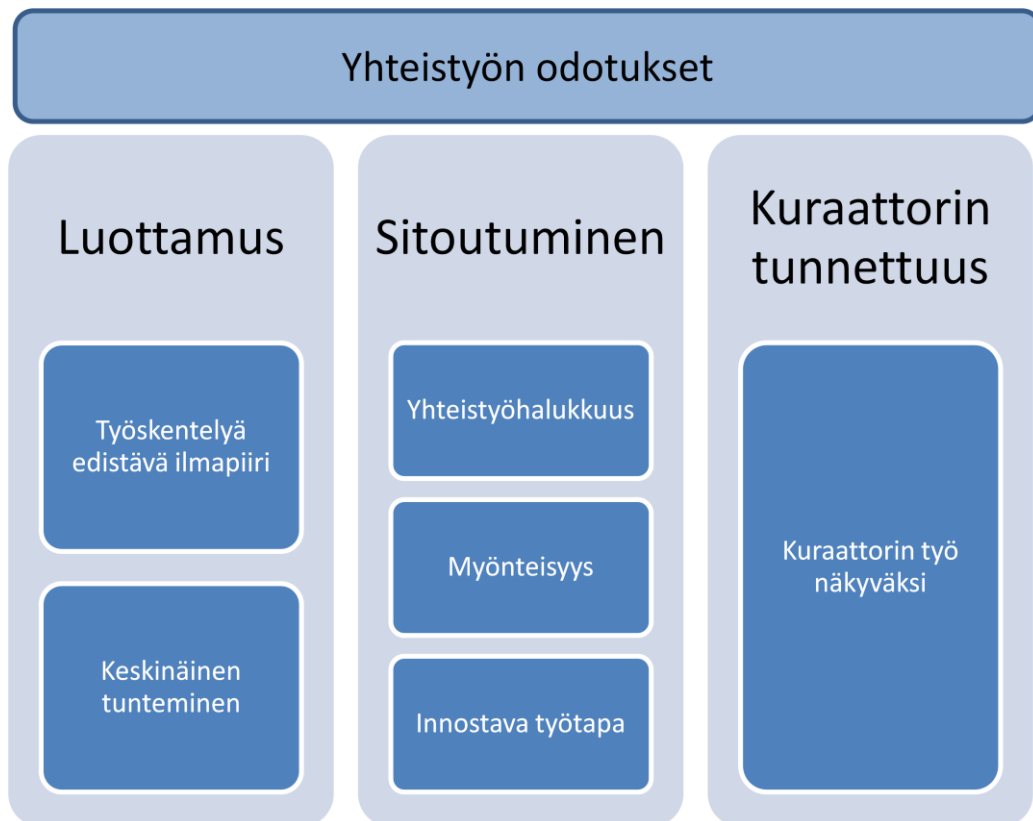 Yhteistyön odotukset
Luottamus
Työskentelyä
edistävä ilmapiiri
Keskinäinen
tunteminen
Sitoutuminen
Yhteistyöhalukkuus
Myönteisyys
Innostava työtapa
Kuraattorin
tunnettuus
Kuraattorin työ
näkyväksi